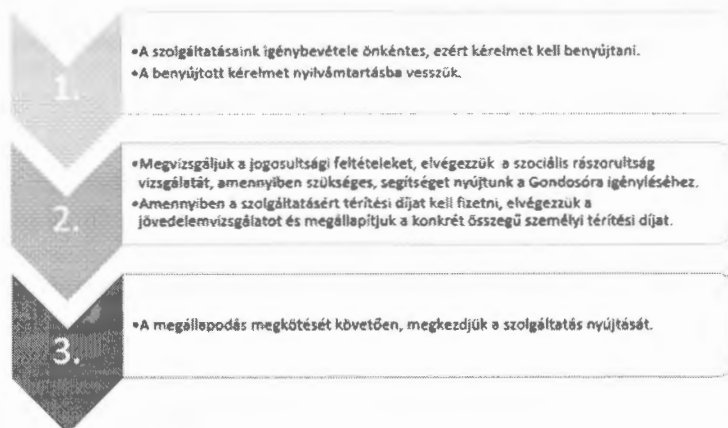 1.
•A szolgáltatásaink igénybevétele önkéntes, ezért kérelmet kell benyújtani.
•A benyújtott kérelmet nyilvámtartásba vesszük.
2.
•Megvizsgáljuk a jogosultsági feltételeket, elvégezzük a szociális rászorultság
vizsgálatát, amennyiben szükséges, segítséget nyújtunk a Gondosóra igényléséhez.
•Amennyiben a szolgáltatásért térítési díjat kell fizetni, elvégezzük a
jövedelemvizsgálatot és megállapítjuk a konkrét összegű személyi térítési díjat.
3.
•A megállapodás megkötését követően, megkezdjük a szolgáltatás nyújtását.